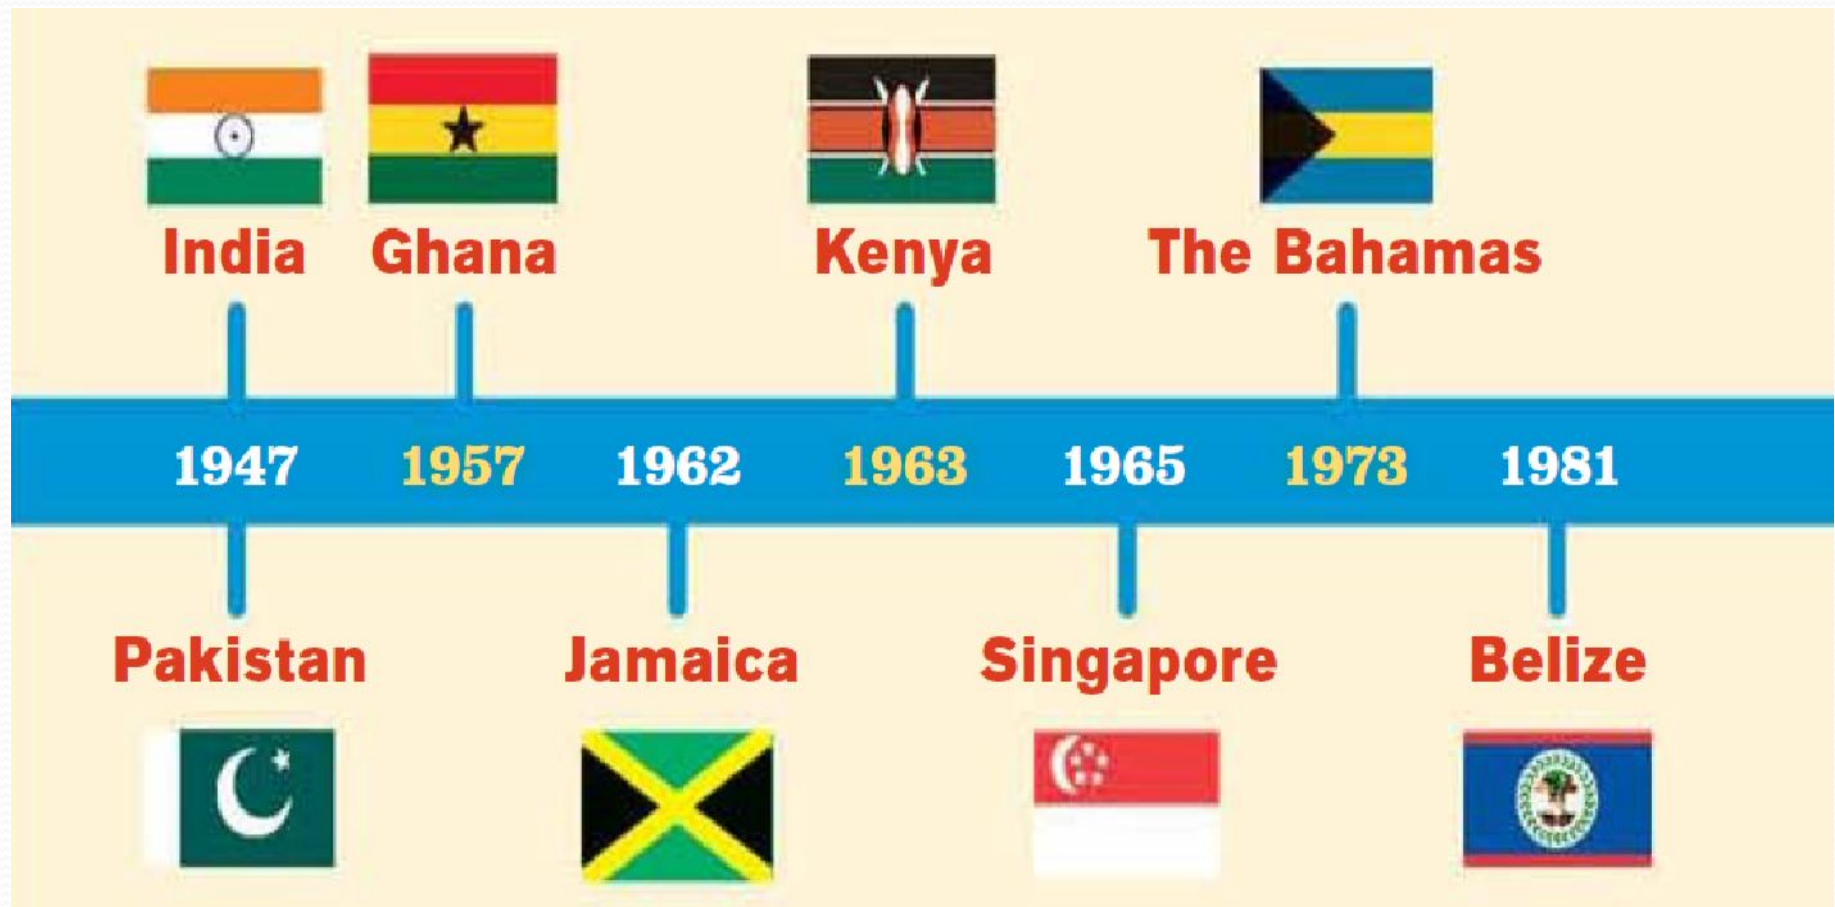 India Ghana Kenya The Bahamas
1947 1957 1962 1963 1965 1973 1981
Pakistan Jamaica Singapore Belize